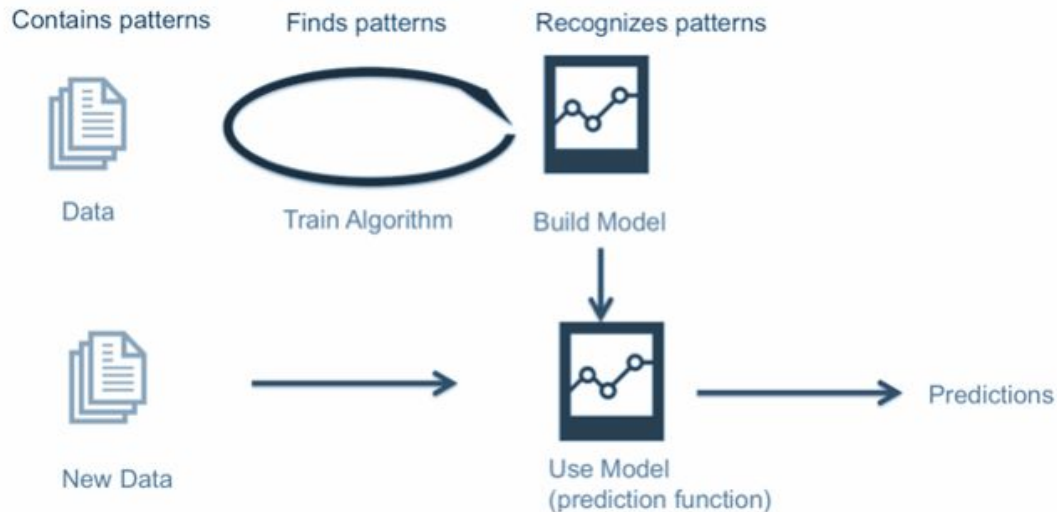 Contains patterns
Finds patterns
Recognizes patterns
Data
Train Algorithm
Build Model
Predictions
New Data
Use Model
(prediction function)